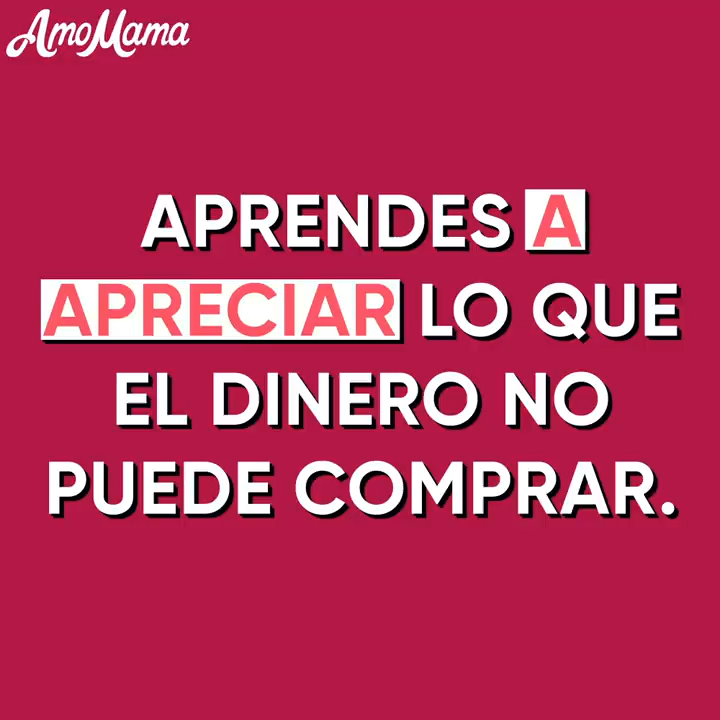 AmoMama
APRENDES A
APRECIAR LO QUE
EL DINERO NO
PUEDE COMPRAR.